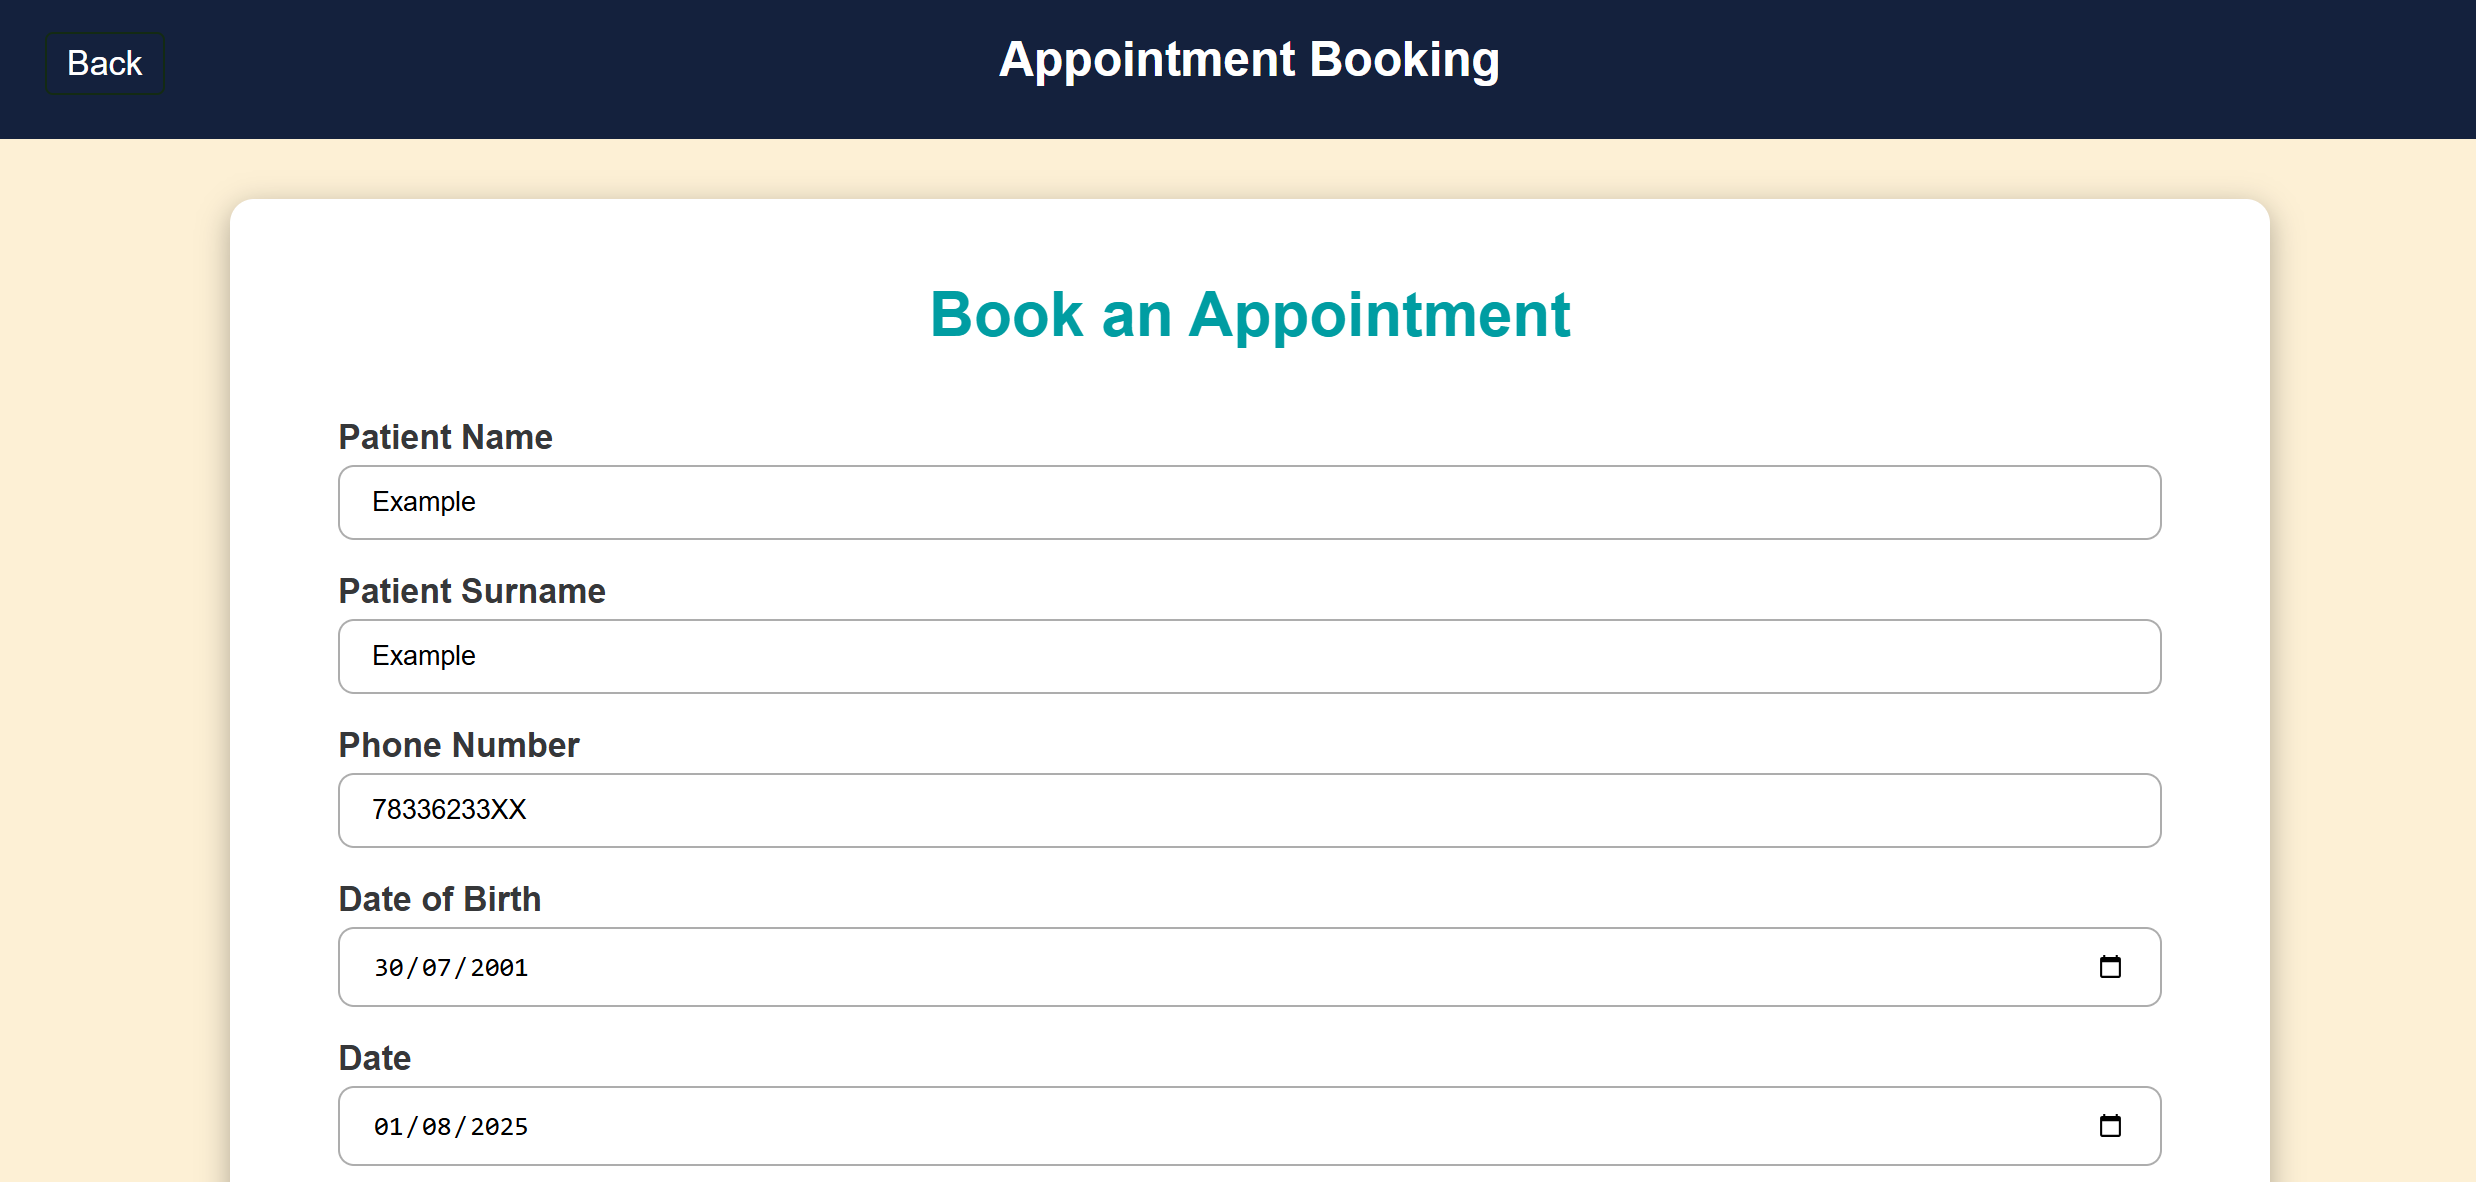 Back
Appointment Booking
Book an Appointment
Patient Name
Example
Patient Surname
Example
Phone Number
78336233XX
Date of Birth
30/07/2001
Date
01/08/2025